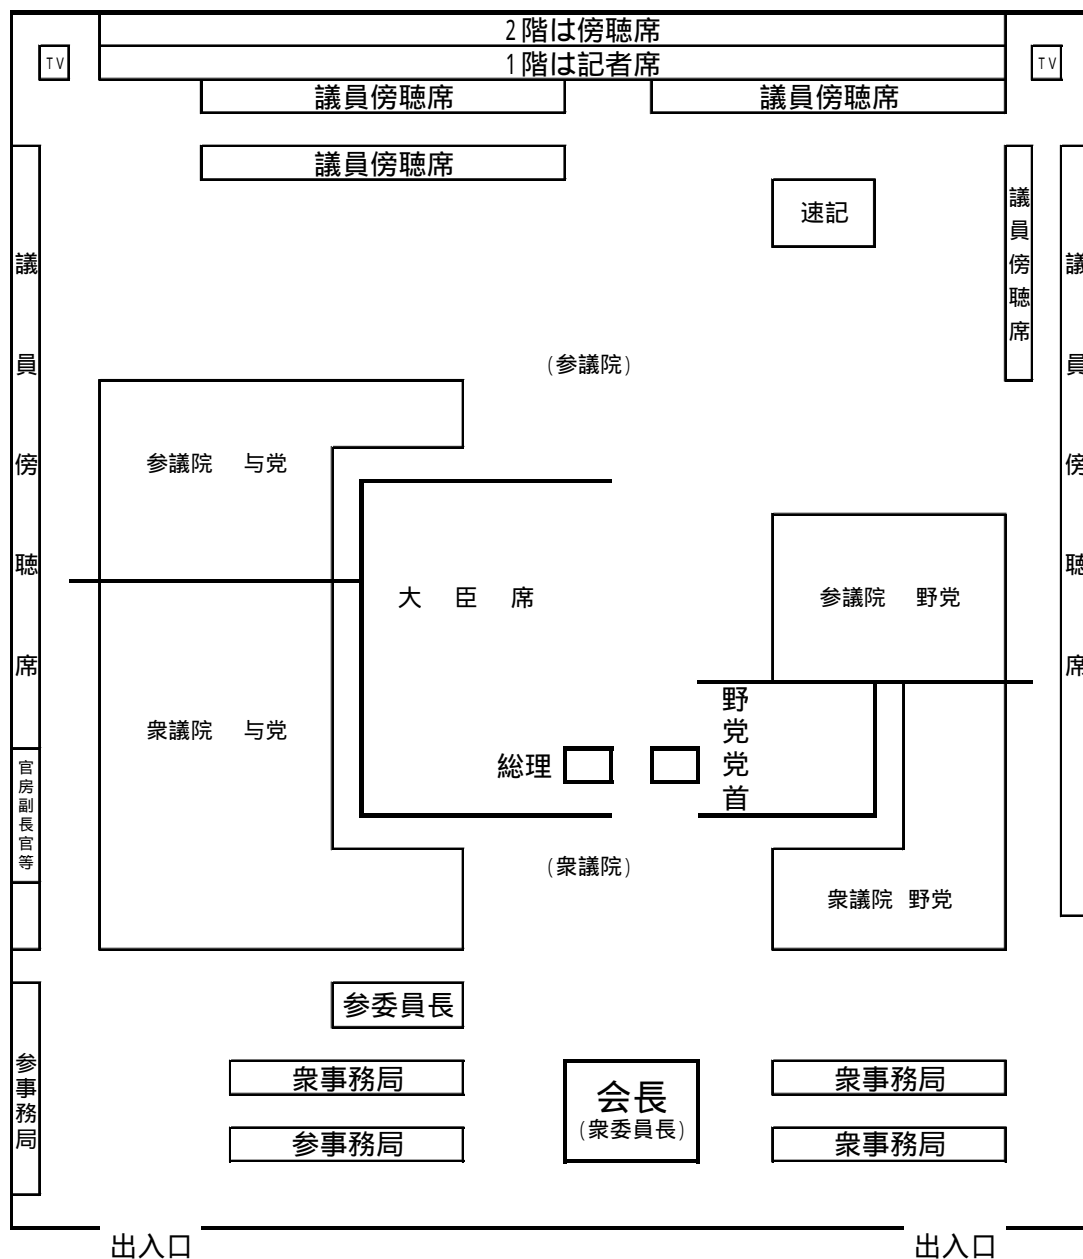 2階は傍聴席
TV
1階は記者席
TV
議員傍聴席
議員傍聴席
議員傍聴席
速記
議員傍聴席
議員傍聴席
議員傍聴席
(参議院)
参議院 与党
大 臣 席
参議院 野党
衆議院 与党
野党党首
総理
官房副長官等
(衆議院)
衆議院 野党
参委員長
参事務局
衆事務局
会長
(衆委員長)
衆事務局
参事務局
衆事務局
出入口
出入口